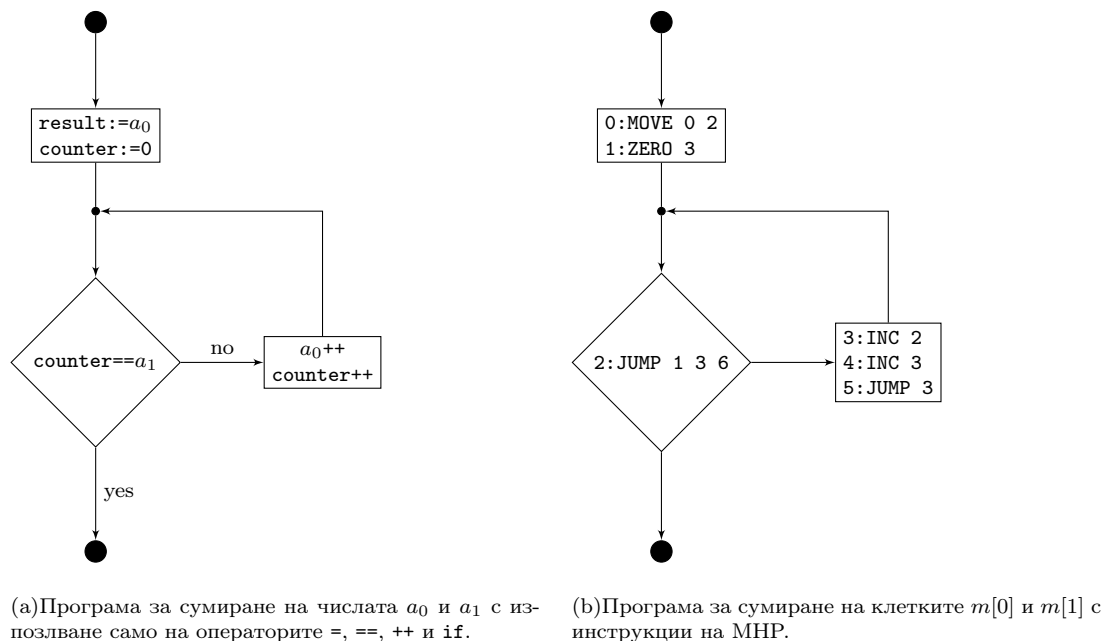 result:=a0
counter:=0
counter==a1
no
a0++
counter++
yes
(a)Програма за сумиране на числата a0 и a1 с из-
позлване само на операторите =, ==, ++ и if.
0:MOVE 0 2
1:ZERO 3
2:JUMP 1 3 6
3:INC 2
4:INC 3
5:JUMP 3
(b)Програма за сумиране на клетките m[0] и m[1] с
инструкции на МНР.